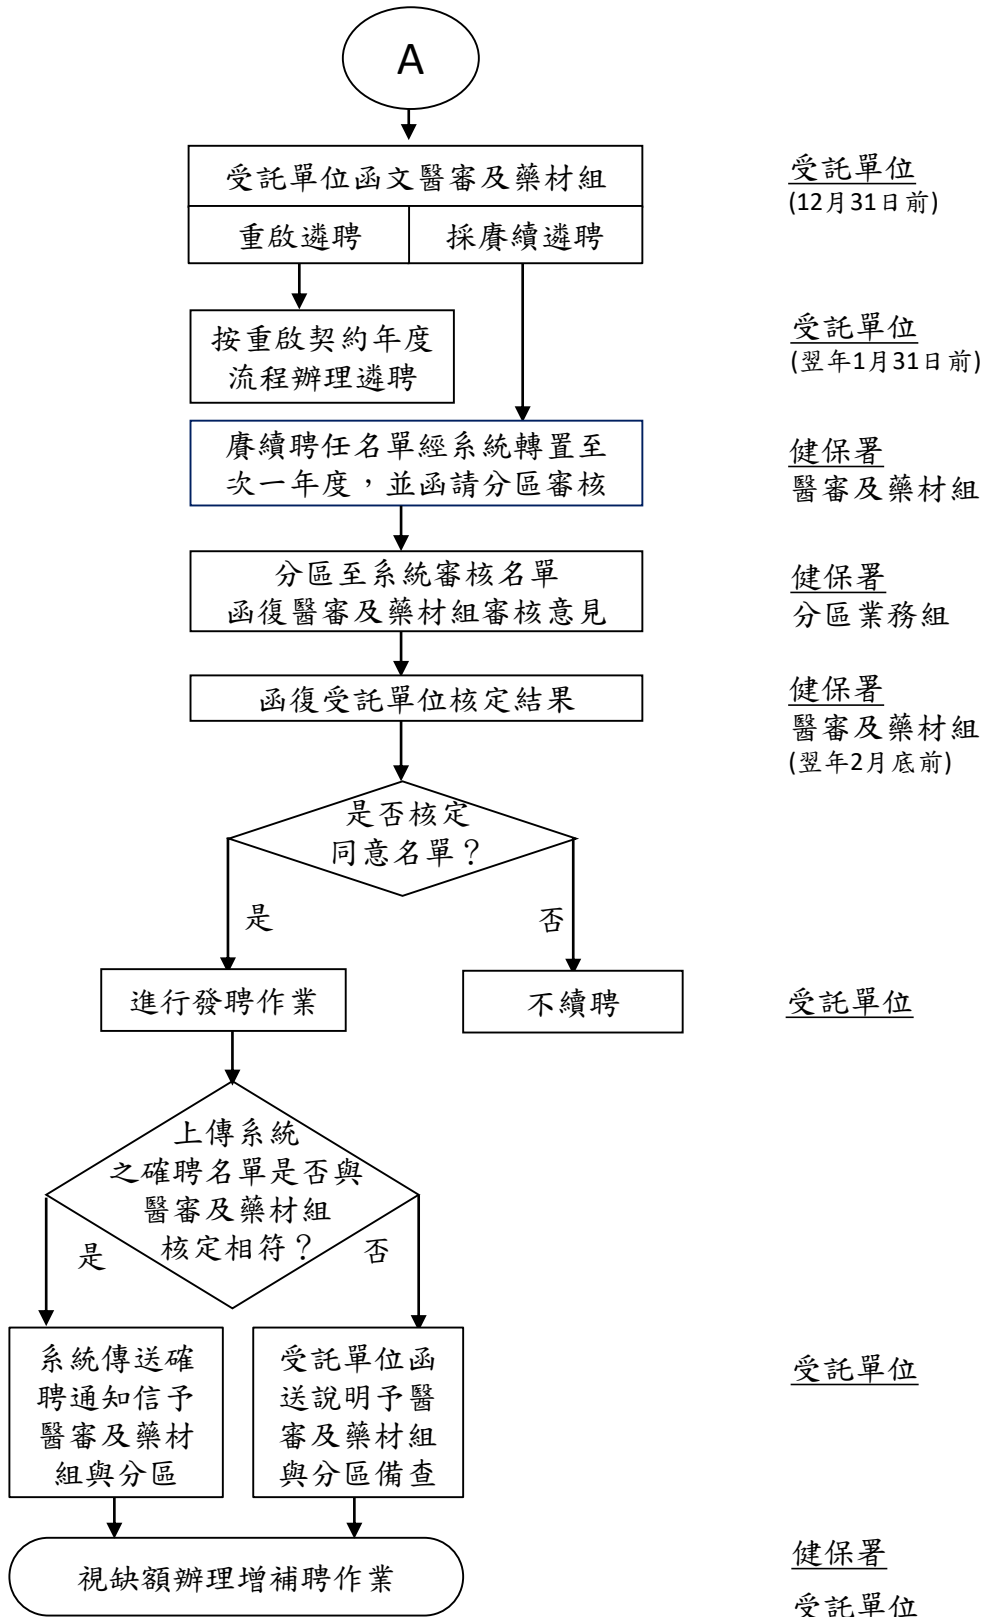 A
受託單位函文醫審及藥材組
重啟遴聘
採賡續遴聘
受託單位
(12月31日前)
按重啟契約年度
流程辦理遴聘
受託單位
(翌年1月31日前)
賡續聘任名單經系統轉置至
次一年度，並函請分區審核
健保署
醫審及藥材組
分區至系統審核名單
函復醫審及藥材組審核意見
健保署
分區業務組
函復受託單位核定結果
健保署
醫審及藥材組
(翌年2月底前)
是否核定
同意名單？
是
否
進行發聘作業
不續聘
受託單位
上傳系統
之確聘名單是否與
醫審及藥材組
核定相符？
是
否
系統傳送確
聘通知信予
醫審及藥材
組與分區
受託單位函
送說明予醫
審及藥材組
與分區備查
受託單位
視缺額辦理增補聘作業
健保署
受託單位